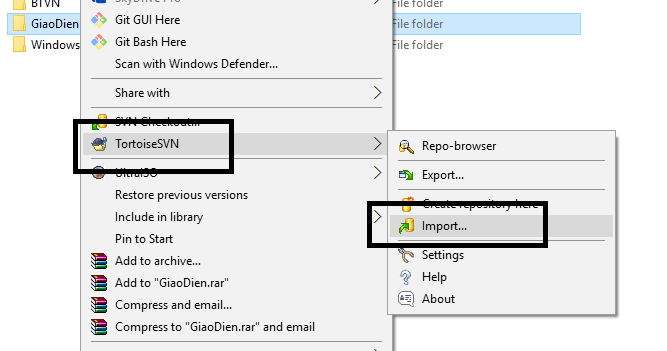 BTVN
SkyDrive Pro
File folder
Git GUI Here
GiaoDien
File folder
Git Bash Here
Windows
File folder
Scan with Windows Defender...
Share with
SVN Checkout...
TortoiseSVN
Repo-browser
UltraISO
Export...
Restore previous versions
Create repository here
Include in library
Import...
Pin to Start
Settings
Add to archive...
Help
Add to "GiaoDien.rar"
About
Compress and email...
Compress to "GiaoDien.rar" and email